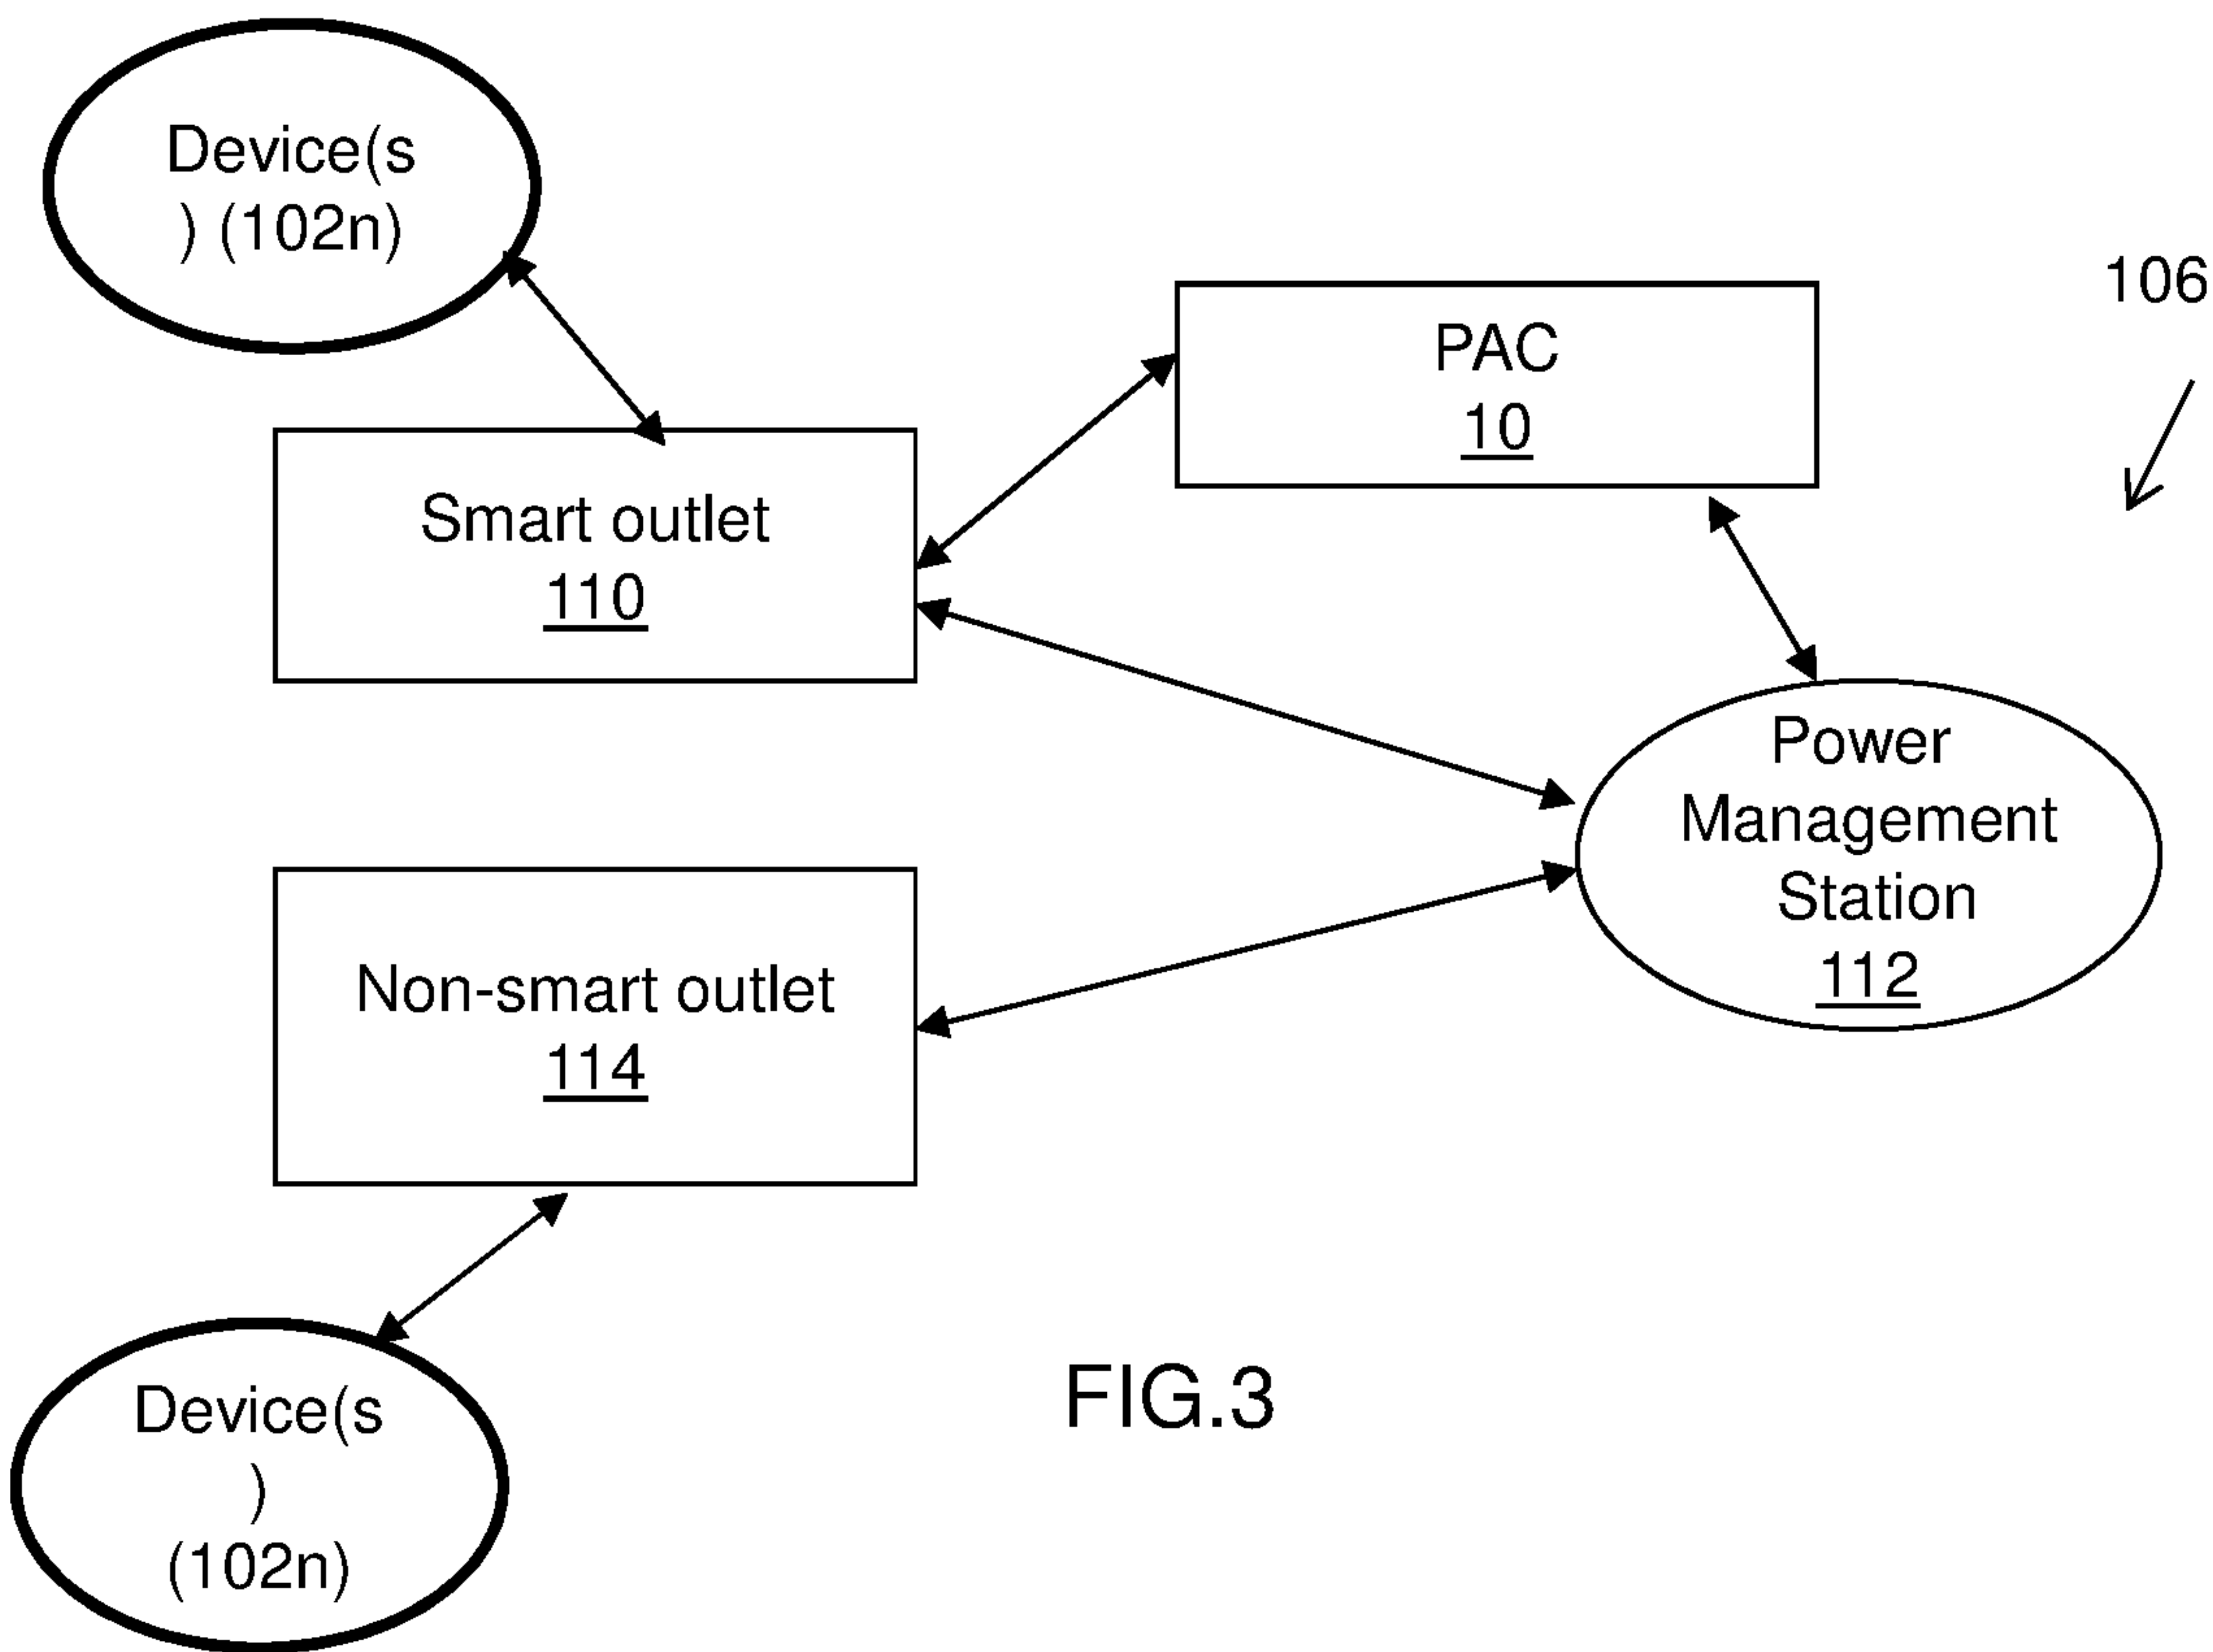 Device(s
) (102n)
106
PAC
10
Smart outlet
110
Power
Management
Station
112
Non-smart outlet
114
FIG.3
Device(s
)
(102n)